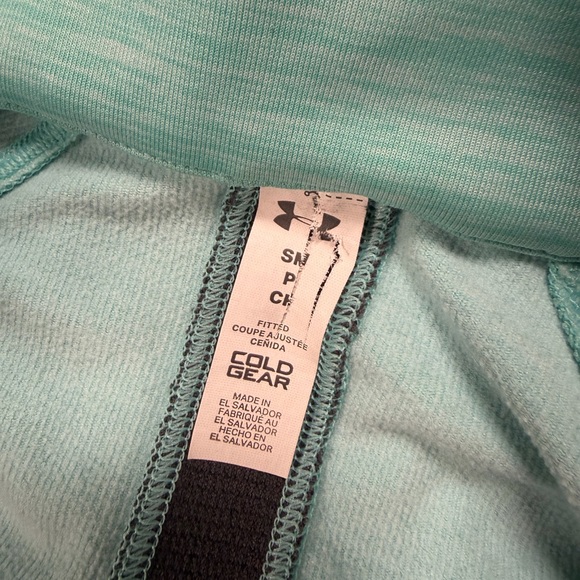 SM
P
CH
FITTED
COUPE AJUSTÉE
CEÑIDA
COLD
GEAR
MADE IN
EL SALVADOR
FABRIQUÉ AU
EL SALVADOR
HECHO EN
EL SALVADOR